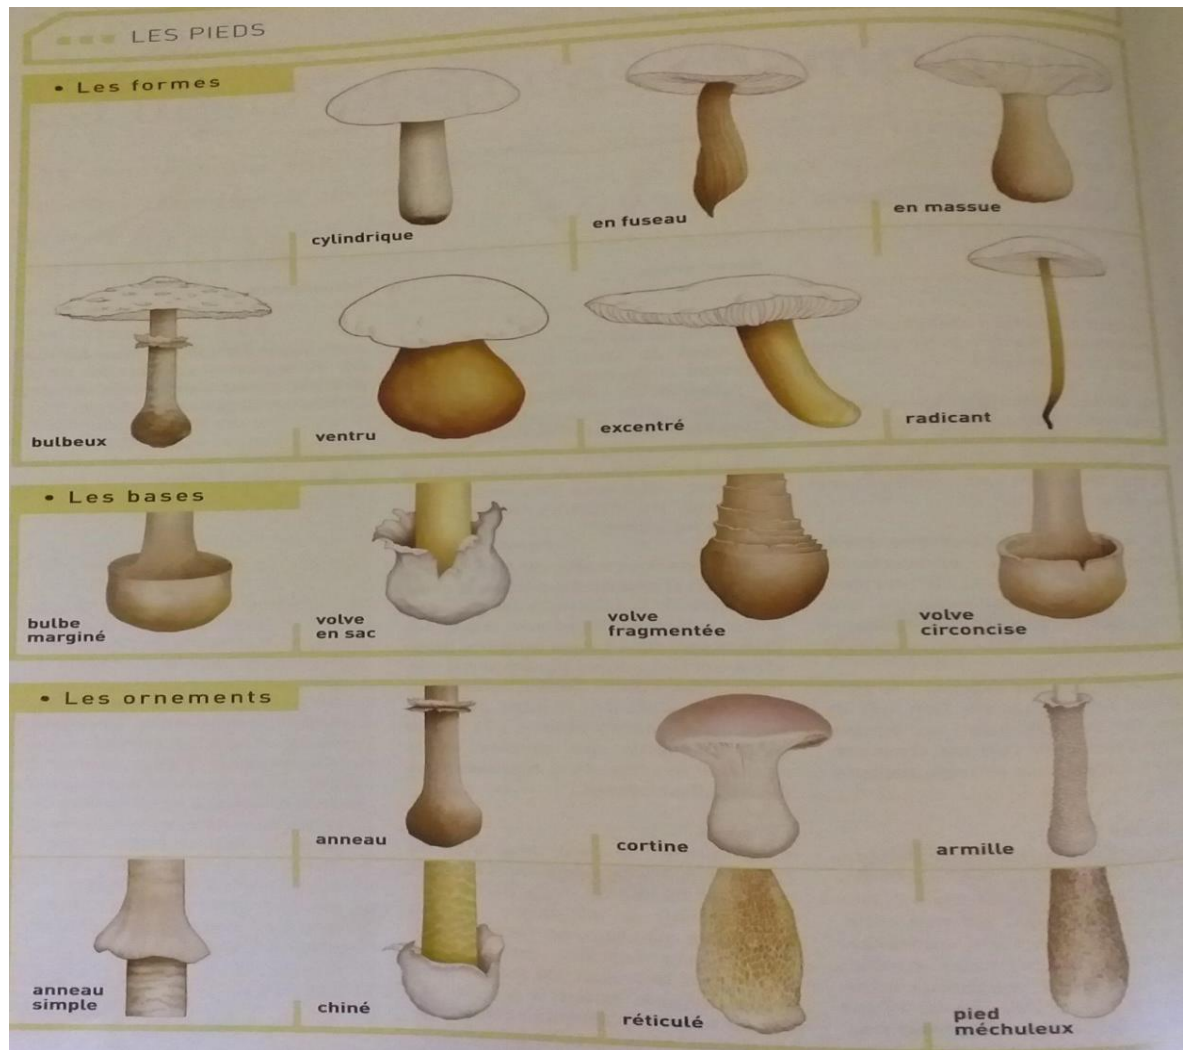 LES PIEDS
• Les formes
cylindrique
en fuseau
en massue
bulbeux
ventru
excentré
radicant
• Les bases
bulbe
marginé
volve
en sac
volve
fragmentée
volve
circoncise
• Les ornements
anneau
cortine
armille
anneau
simple
chiné
réticulé
pied
méchuleux